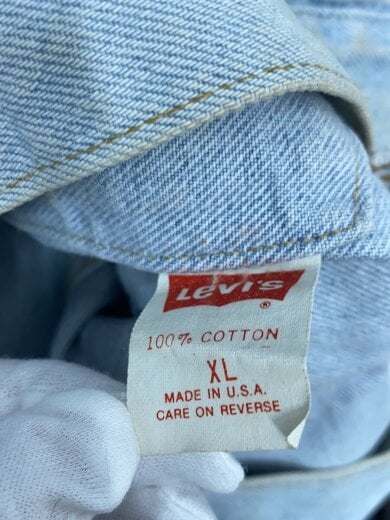 Levi's ®
100% COTTON
XL
MADE IN U.S.A.
CARE ON REVERSE